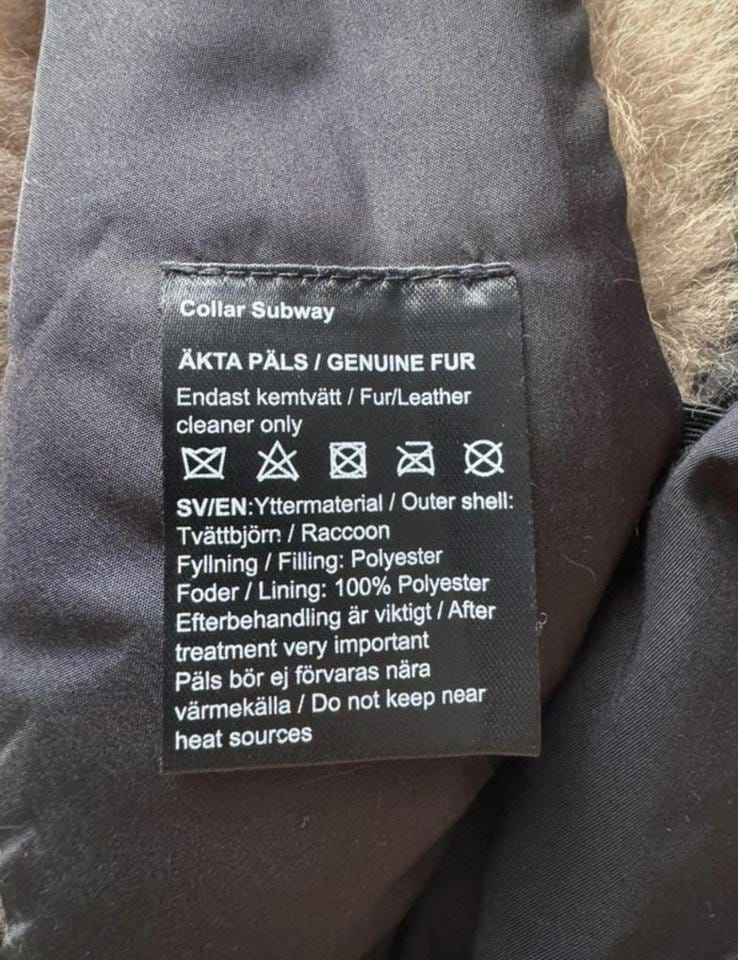 Collar Subway
ÄKTA PÄLS / GENUINE FUR
Endast kemtvätt / Fur/Leather
cleaner only
SV/EN:Yttermaterial / Outer shell:
Tvättbjörn / Raccoon
Fyllning / Filling: Polyester
Foder / Lining: 100% Polyester
Efterbehandling är viktigt / After
treatment very important
Päls bör ej förvaras nära
värmekälla / Do not keep near
heat sources